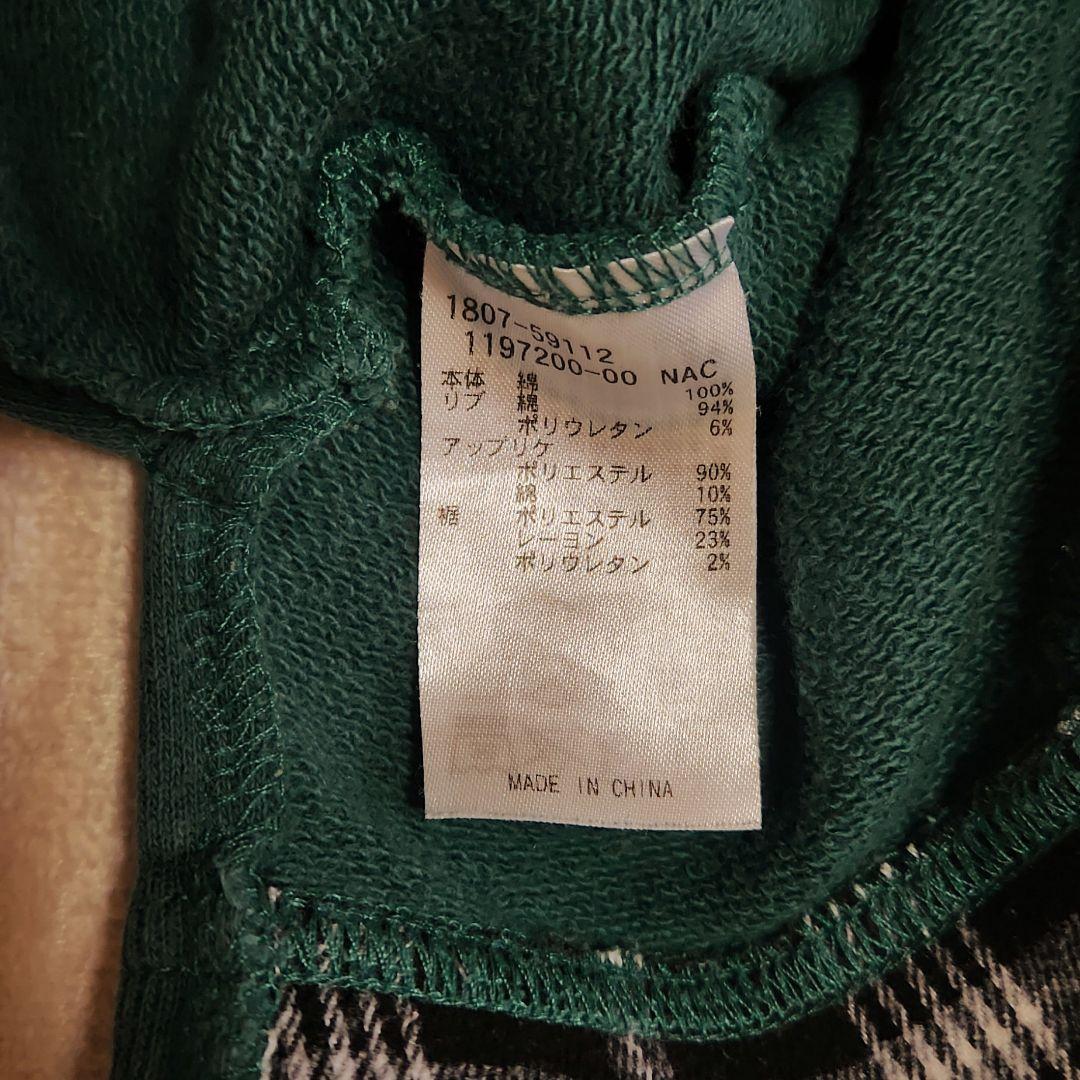 1807-59112
1197200-00 NAC
本体 綿 100%
リブ 綿 94%
ポリウレタン 6%
アップリケ
ポリエステル 90%
綿 10%
裾 ポリエステル 75%
レーヨン 23%
ポリウレタン 2%
MADE IN CHINA